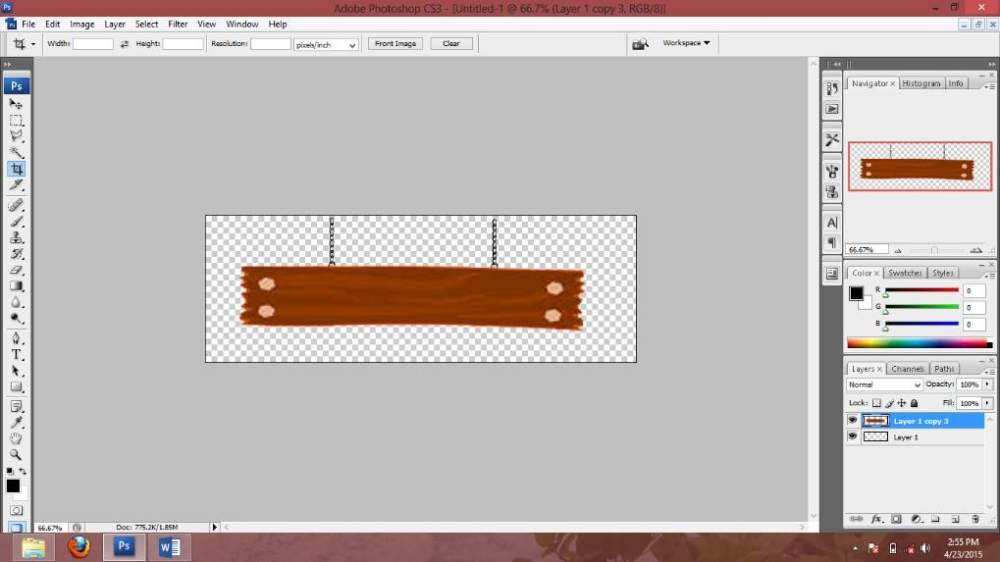 Adobe Photoshop CS3 - [Untitled-1 @ 66.7% (Layer 1 copy 3, RGB/8)]
File Edit Image Layer Select Filter View Window Help
Width: Height: Resolution: pixels/inch Front Image Clear Workspace
Ps
Navigator Histogram Info
66.67%
Color Swatches Styles
R 0
G 0
B 0
Layers Channels Paths
Normal Opacity: 100%
Lock: Fill: 100%
Layer 1 copy 3
Layer 1
66.67% Doc: 775.2K/1.85M
2:55 PM
4/23/2015